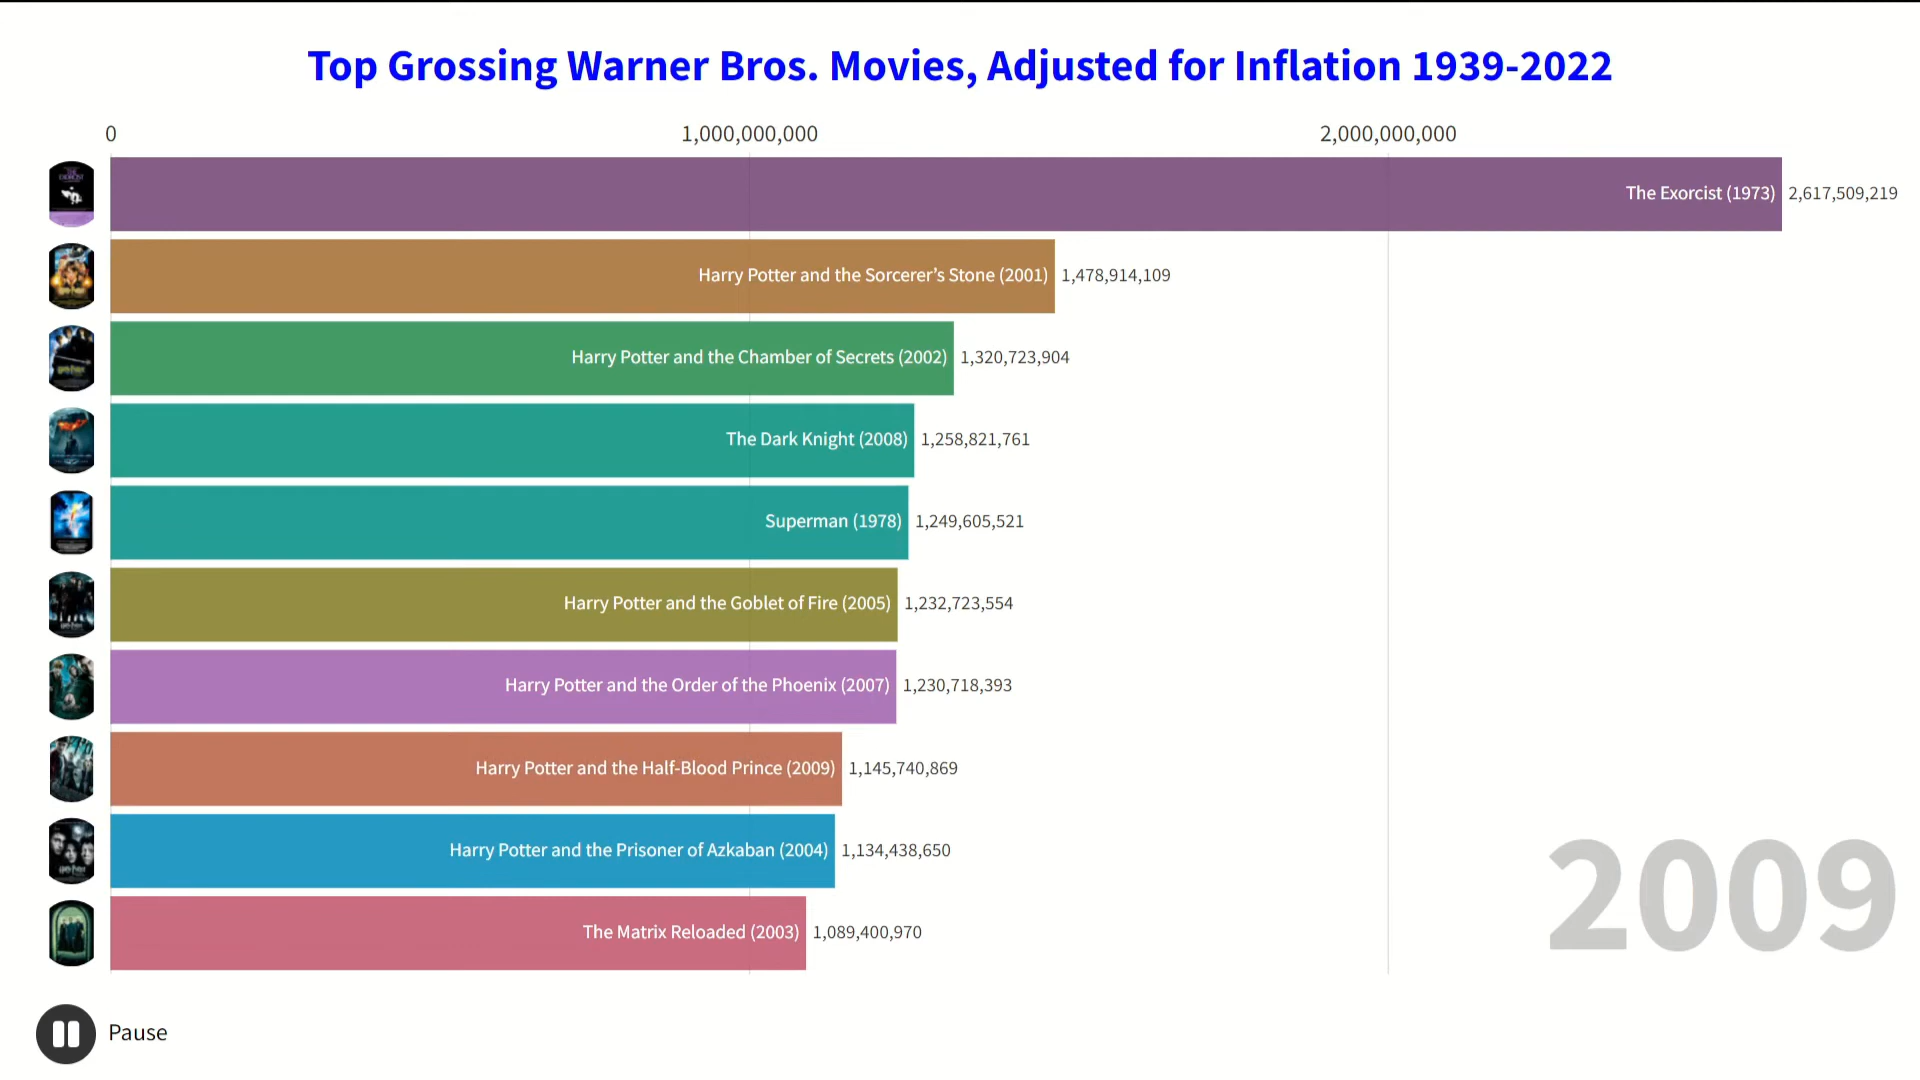 Top Grossing Warner Bros. Movies, Adjusted for Inflation 1939-2022
0 1,000,000,000 2,000,000,000
The Exorcist (1973) 2,617,509,219
Harry Potter and the Sorcerer’s Stone (2001) 1,478,914,109
Harry Potter and the Chamber of Secrets (2002) 1,320,723,904
The Dark Knight (2008) 1,258,821,761
Superman (1978) 1,249,605,521
Harry Potter and the Goblet of Fire (2005) 1,232,723,554
Harry Potter and the Order of the Phoenix (2007) 1,230,718,393
Harry Potter and the Half-Blood Prince (2009) 1,145,740,869
Harry Potter and the Prisoner of Azkaban (2004) 1,134,438,650
The Matrix Reloaded (2003) 1,089,400,970
2009
Pause